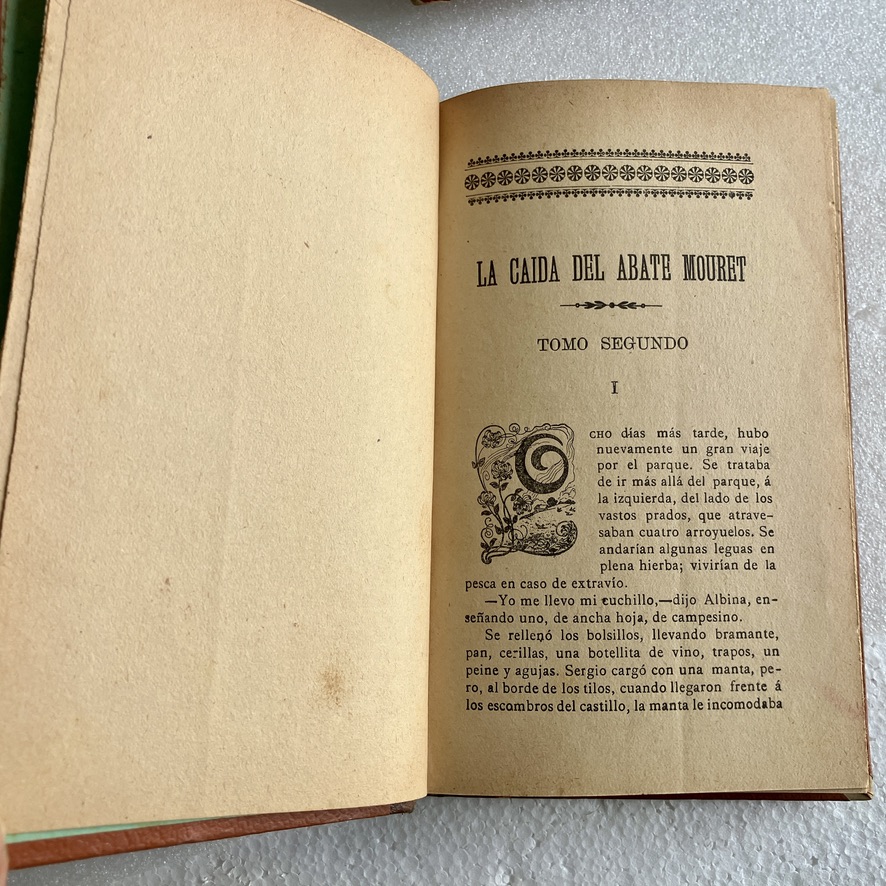 LA CAIDA DEL ABATE MOURET
TOMO SEGUNDO
I
OCHO días más tarde, hubo
nuevamente un gran viaje
por el parque. Se trataba
de ir más allá del parque, á
la izquierda, del lado de los
vastos prados, que atrave-
saban cuatro arroyuelos. Se
andarían algunas leguas en
plena hierba; vivirían de la
pesca en caso de extravío.
—Yo me llevo mi cuchillo,—dijo Albina, en-
señando uno, de ancha hoja, de campesino.
Se rellenó los bolsillos, llevando bramante,
pan, cerillas, una botellita de vino, trapos, un
peine y agujas. Sergio cargó con una manta, pe-
ro, al borde de los tilos, cuando llegaron frente á
los escombros del castillo, la manta le incomodaba